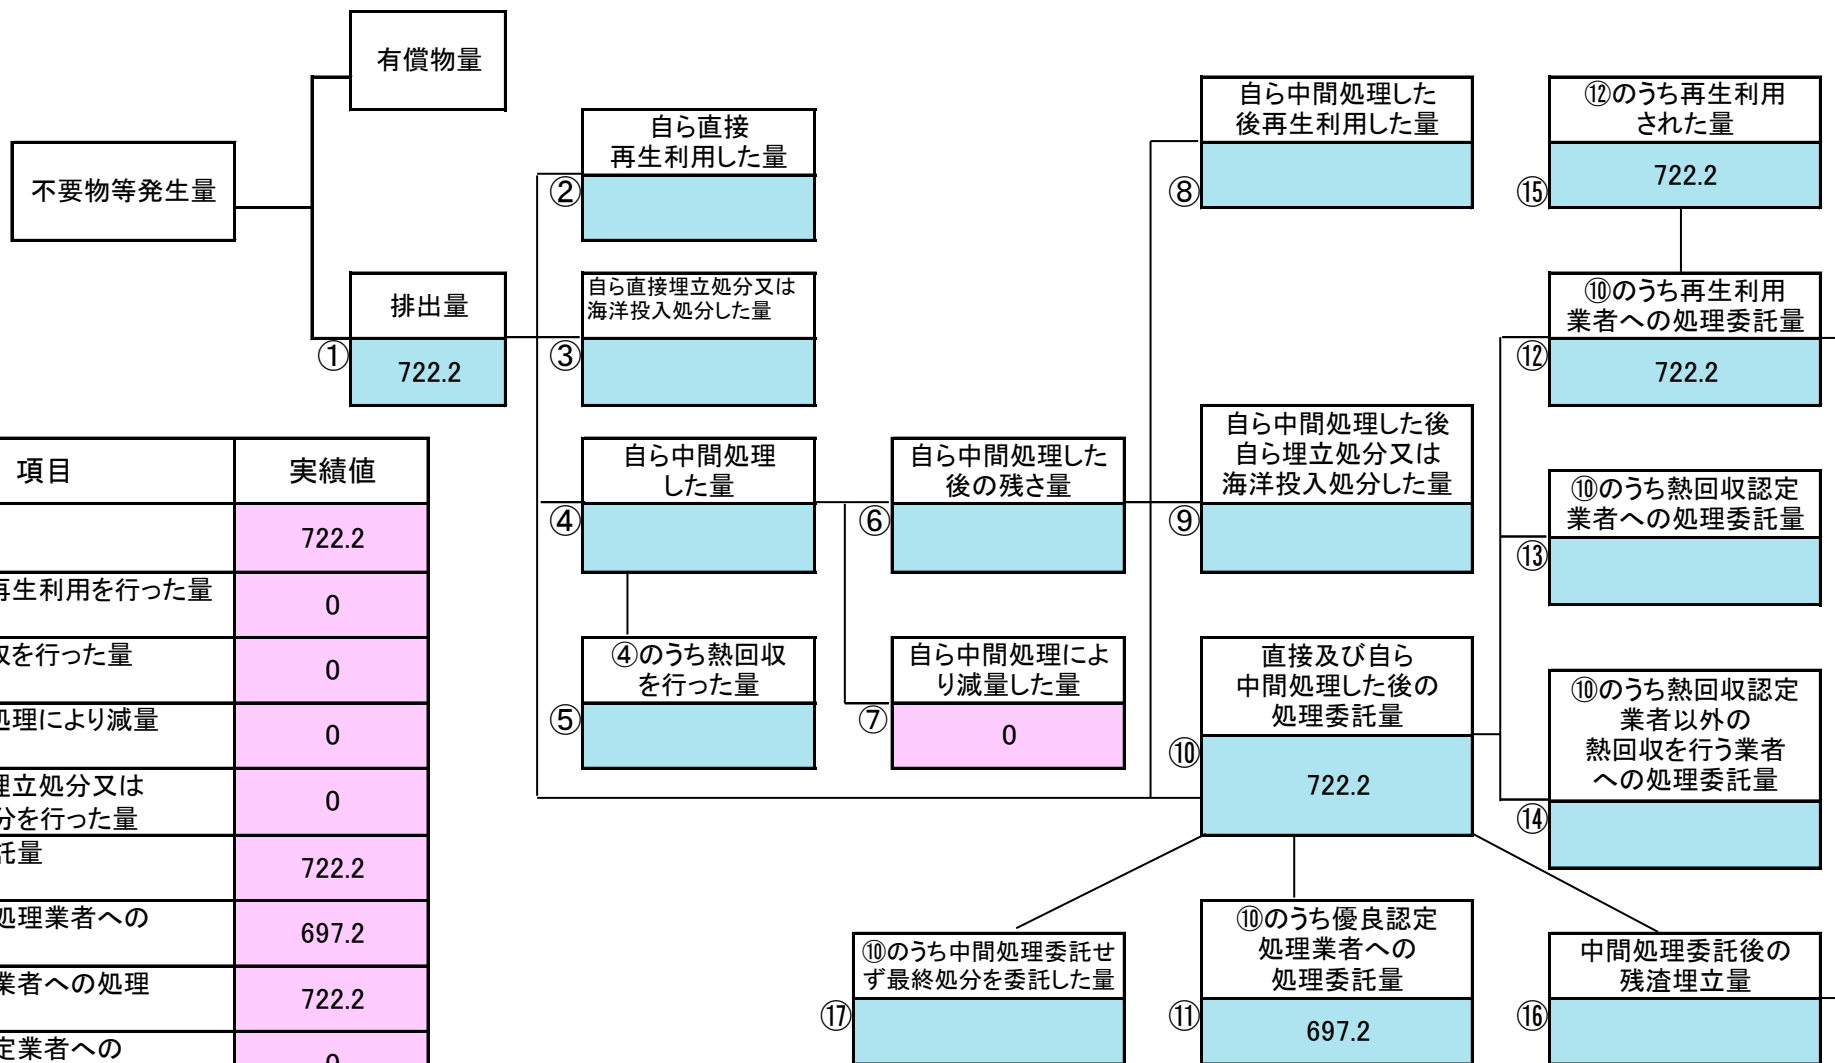 有償物量
不要物等発生量
排出量
①
722.2
自ら直接
再生利用した量
②
自ら直接埋立処分又は
海洋投入処分した量
③
自ら中間処理
した量
④
④のうち熱回収
を行った量
⑤
自ら中間処理した
後の残さ量
⑥
自ら中間処理によ
り減量した量
⑦
0
自ら中間処理した
後再生利用した量
⑧
自ら中間処理した後
自ら埋立処分又は
海洋投入処分した量
⑨
直接及び自ら
中間処理した後の
処理委託量
⑩
722.2
⑫のうち再生利用
された量
⑮
722.2
⑩のうち再生利用
業者への処理委託量
⑫
722.2
⑩のうち熱回収認定
業者への処理委託量
⑬
⑩のうち熱回収認定
業者以外の
熱回収を行う業者
への処理委託量
⑭
⑩のうち中間処理委託せ
ず最終処分を委託した量
⑰
⑩のうち優良認定
処理業者への
処理委託量
⑪
697.2
中間処理委託後の
残渣埋立量
⑯
項目 実績値
722.2
再生利用を行った量
0
を行った量
0
処理により減量
0
埋立処分又は
分を行った量
0
託量
722.2
処理業者への
697.2
業者への処理
722.2
定業者への
0